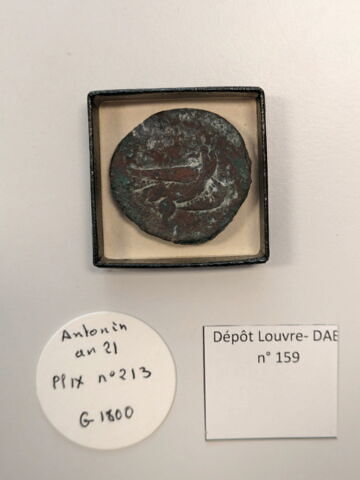 Antonin
an 21
Pl IX n° 213
G 1800
Dépôt Louvre- DAE
n° 159